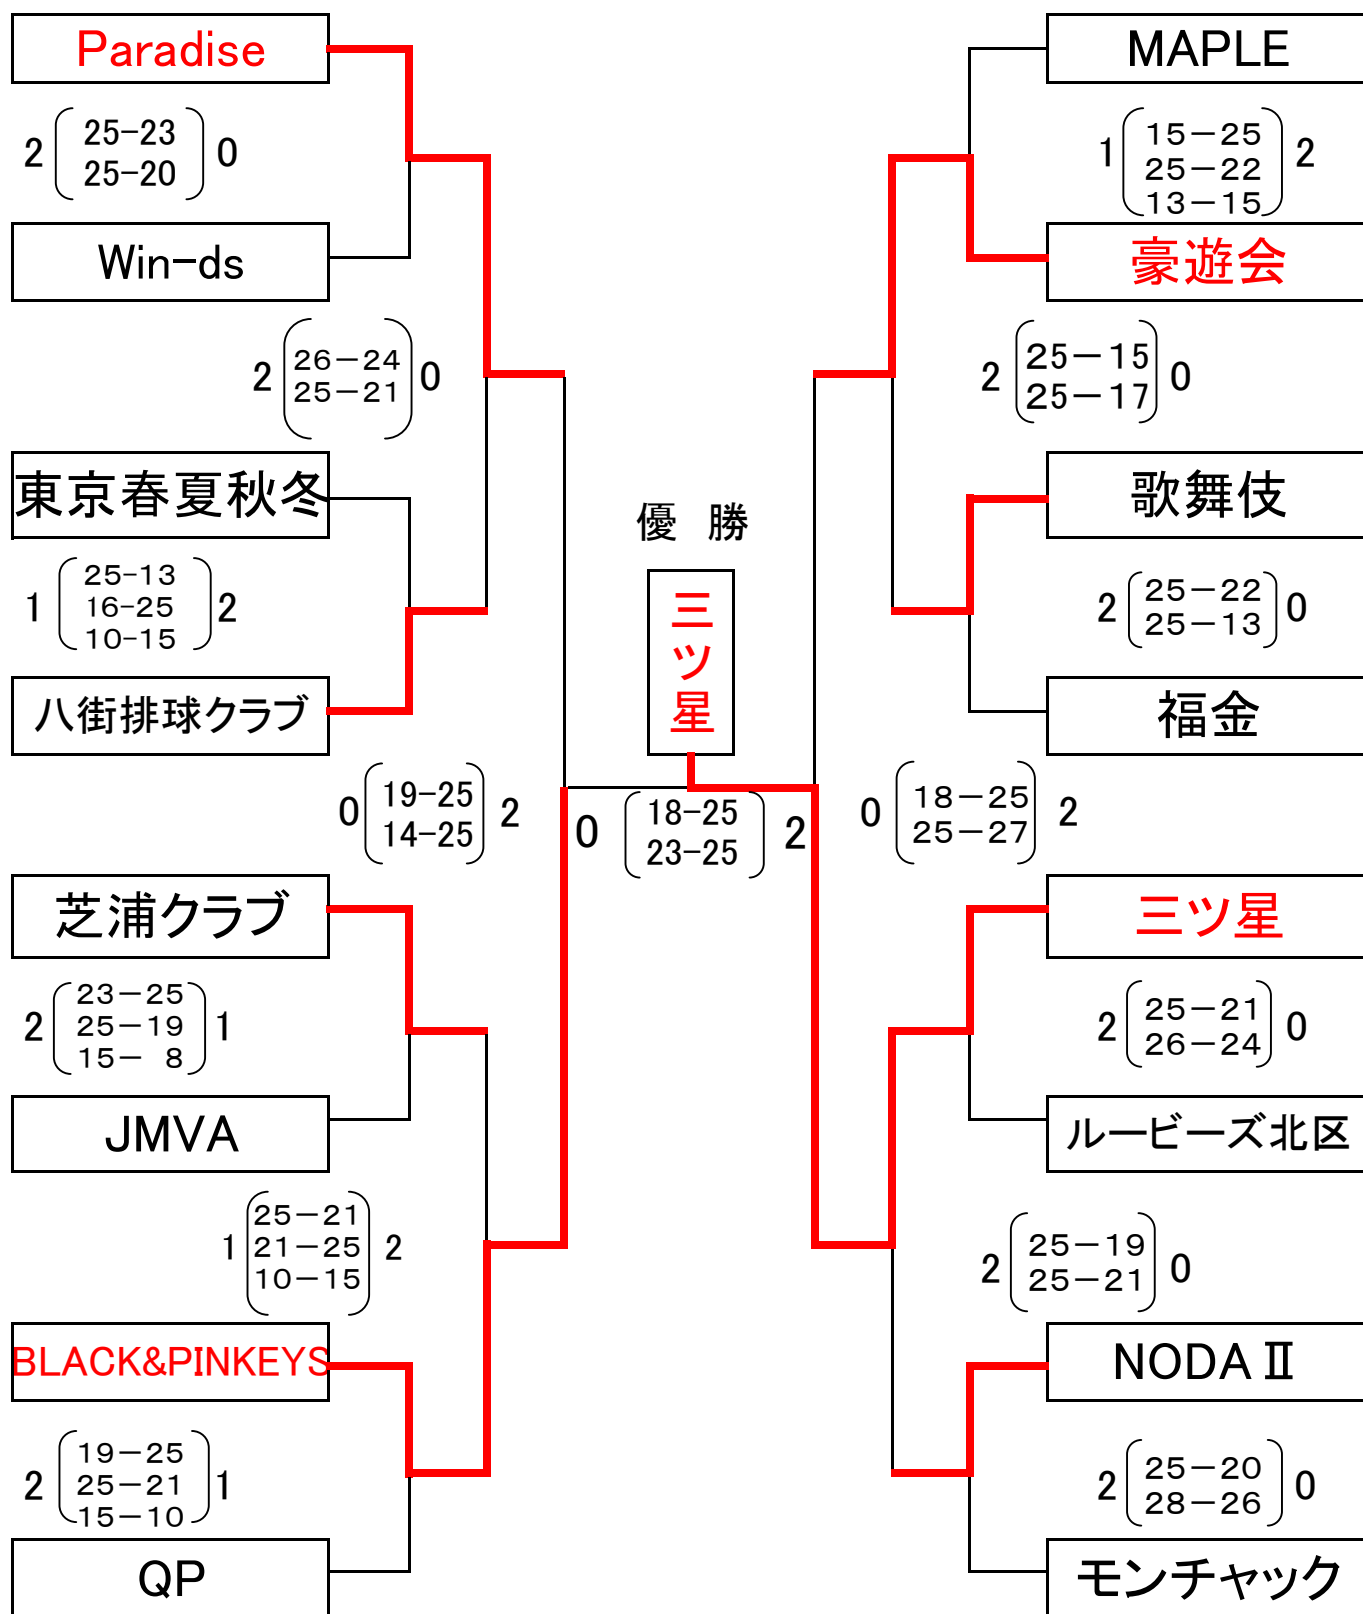 Paradise
2 25-23 0
25-20
Win-ds
2 26-24 0
25-21
東京春夏秋冬
1 25-13 2
16-25
10-15
八街排球クラブ
0 19-25 2
14-25
芝浦クラブ
2 23-25 1
25-19
15- 8
JMVA
1 25-21 2
21-25
10-15
BLACK&PINKEYS
2 19-25 1
25-21
15-10
QP
優 勝
三ツ星
0 18-25 2
23-25
MAPLE
1 15-25 2
25-22
13-15
豪遊会
2 25-15 0
25-17
歌舞伎
2 25-22 0
25-13
福金
0 18-25 2
25-27
三ツ星
2 25-21 0
26-24
ルービーズ北区
2 25-19 0
25-21
NODAⅡ
2 25-20 0
28-26
モンチャック